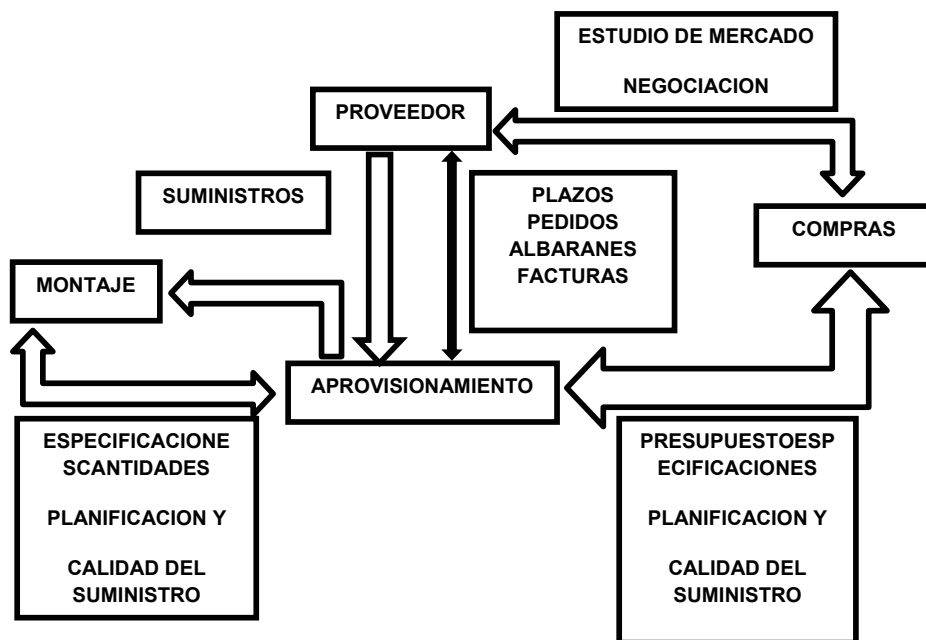 ESTUDIO DE MERCADO
NEGOCIACION
PROVEEDOR
SUMINISTROS
PLAZOS
PEDIDOS
ALBARANES
FACTURAS
COMPRAS
MONTAJE
APROVISIONAMIENTO
ESPECIFICACIONE
SCANTIDADES
PLANIFICACION Y
CALIDAD DEL
SUMINISTRO
PRESUPUESTOESP
ECIFICACIONES
PLANIFICACION Y
CALIDAD DEL
SUMINISTRO